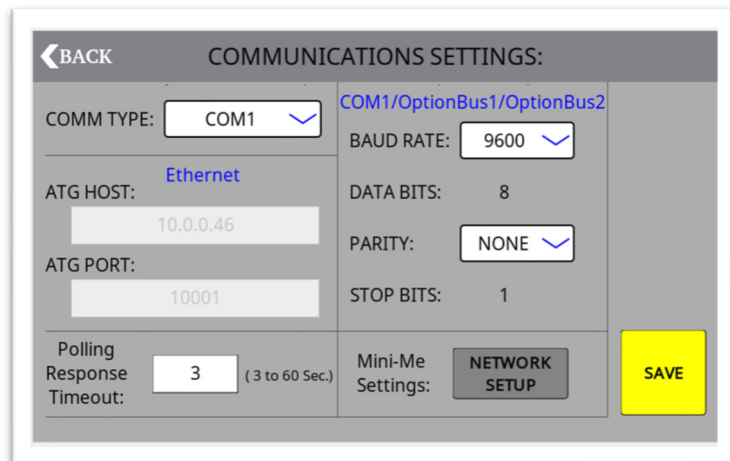 BACK
COMMUNICATIONS SETTINGS:
COMM TYPE: COM1
Ethernet
ATG HOST:
10.0.0.46
ATG PORT:
10001
COM1/OptionBus1/OptionBus2
BAUD RATE: 9600
DATA BITS: 8
PARITY: NONE
STOP BITS: 1
Polling
Response
Timeout:
3 ( 3 to 60 Sec.)
Mini-Me
Settings:
NETWORK
SETUP
SAVE